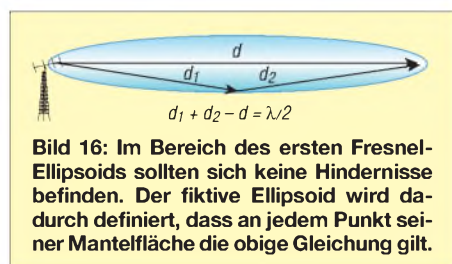 d
d₁ d₂
d₁ + d₂ – d = λ/2
Bild 16: Im Bereich des ersten Fresnel-
Ellipsoids sollten sich keine Hindernisse
befinden. Der fiktive Ellipsoid wird da-
durch definiert, dass an jedem Punkt sei-
ner Mantelfläche die obige Gleichung gilt.